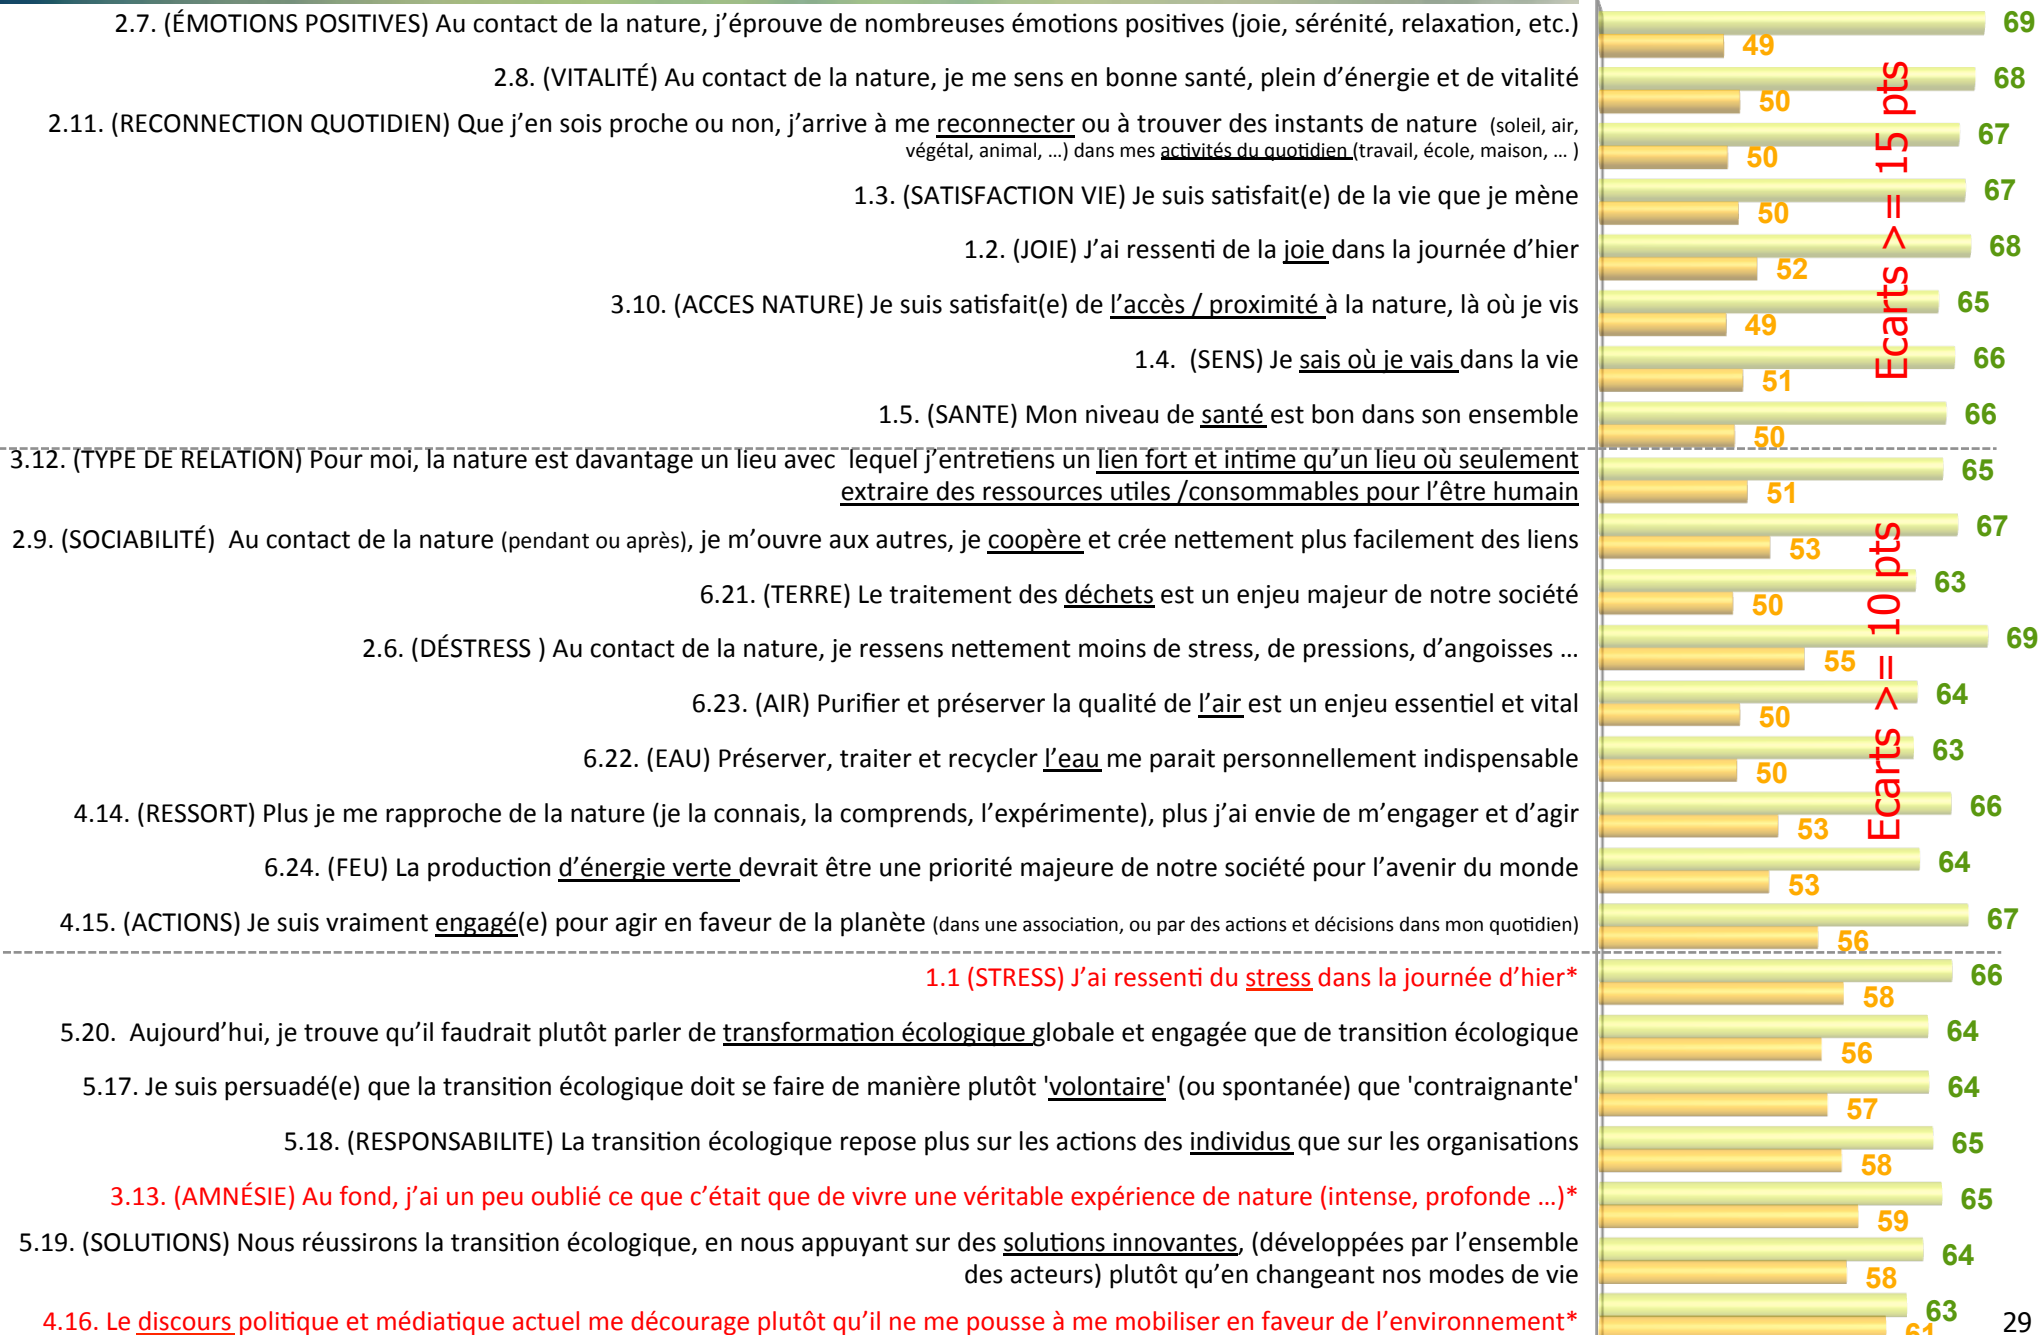 2.7. (ÉMOTIONS POSITIVES) Au contact de la nature, j'éprouve de nombreuses émotions positives (joie, sérénité, relaxation, etc.)
69
49
2.8. (VITALITÉ) Au contact de la nature, je me sens en bonne santé, plein d'énergie et de vitalité
68
50
2.11. (RECONNECTION QUOTIDIEN) Que j'en sois proche ou non, j'arrive à me reconnecter ou à trouver des instants de nature (soleil, air,
végétal, animal, ...) dans mes activités du quotidien (travail, école, maison, ... )
67
50
1.3. (SATISFACTION VIE) Je suis satisfait(e) de la vie que je mène
67
50
1.2. (JOIE) J'ai ressenti de la joie dans la journée d'hier
68
52
3.10. (ACCES NATURE) Je suis satisfait(e) de l'accès / proximité à la nature, là où je vis
65
49
1.4. (SENS) Je sais où je vais dans la vie
66
51
1.5. (SANTE) Mon niveau de santé est bon dans son ensemble
66
50
Ecarts >= 15 pts
3.12. (TYPE DE RELATION) Pour moi, la nature est davantage un lieu avec lequel j'entretiens un lien fort et intime qu'un lieu où seulement
extraire des ressources utiles /consommables pour l'être humain
65
51
2.9. (SOCIABILITÉ) Au contact de la nature (pendant ou après), je m'ouvre aux autres, je coopère et crée nettement plus facilement des liens
67
53
6.21. (TERRE) Le traitement des déchets est un enjeu majeur de notre société
63
50
2.6. (DÉSTRESS ) Au contact de la nature, je ressens nettement moins de stress, de pressions, d'angoisses ...
69
55
6.23. (AIR) Purifier et préserver la qualité de l'air est un enjeu essentiel et vital
64
50
6.22. (EAU) Préserver, traiter et recycler l'eau me parait personnellement indispensable
63
50
4.14. (RESSORT) Plus je me rapproche de la nature (je la connais, la comprends, l'expérimente), plus j'ai envie de m'engager et d'agir
66
53
6.24. (FEU) La production d'énergie verte devrait être une priorité majeure de notre société pour l'avenir du monde
64
53
4.15. (ACTIONS) Je suis vraiment engagé(e) pour agir en faveur de la planète (dans une association, ou par des actions et décisions dans mon quotidien)
67
56
Ecarts >= 10 pts
1.1 (STRESS) J'ai ressenti du stress dans la journée d'hier*
66
58
5.20. Aujourd'hui, je trouve qu'il faudrait plutôt parler de transformation écologique globale et engagée que de transition écologique
64
56
5.17. Je suis persuadé(e) que la transition écologique doit se faire de manière plutôt 'volontaire' (ou spontanée) que 'contraignante'
64
57
5.18. (RESPONSABILITE) La transition écologique repose plus sur les actions des individus que sur les organisations
65
58
3.13. (AMNÉSIE) Au fond, j'ai un peu oublié ce que c'était que de vivre une véritable expérience de nature (intense, profonde ...)*
65
59
5.19. (SOLUTIONS) Nous réussirons la transition écologique, en nous appuyant sur des solutions innovantes, (développées par l'ensemble
des acteurs) plutôt qu'en changeant nos modes de vie
64
58
4.16. Le discours politique et médiatique actuel me décourage plutôt qu'il ne me pousse à me mobiliser en faveur de l'environnement*
63
61
29